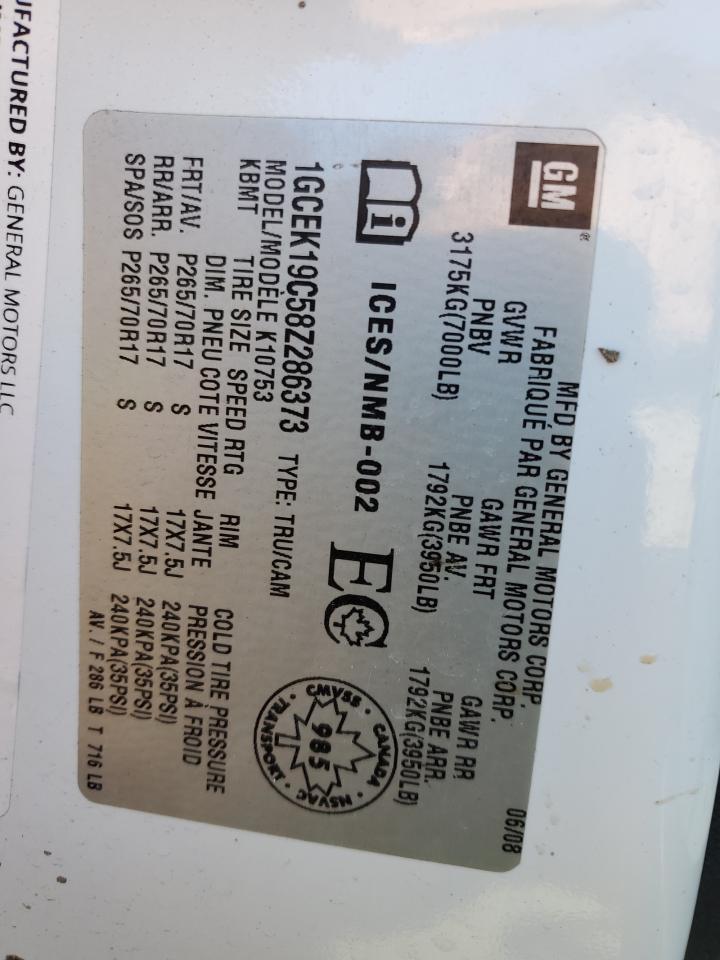 GM®
MFD BY GENERAL MOTORS CORP.
FABRIQUÉ PAR GENERAL MOTORS CORP.
06/08
GVWR GAWR FRT GAWR RR
PNBV PNBE AV. PNBE ARR.
3175KG(7000LB) 1792KG(3950LB) 1792KG(3950LB)
i ICES/NMB-002 EC
CANADA · NSVAC · TRANSPORT · CMVSS ·
985
1GCEK19C58Z286373 TYPE: TRU/CAM
MODEL/MODÈLE K10753
KBMT TIRE SIZE SPEED RTG RIM COLD TIRE PRESSURE
DIM. PNEU COTE VITESSE JANTE PRESSION À FROID
FRT/AV. P265/70R17 S 17X7.5J 240KPA(35PSI)
RR/ARR. P265/70R17 S 17X7.5J 240KPA(35PSI)
SPA/SOS P265/70R17 S 17X7.5J 240KPA(35PSI)
AV. / F 286 LB T 716 LB
UFACTURED BY: GENERAL MOTORS LLC